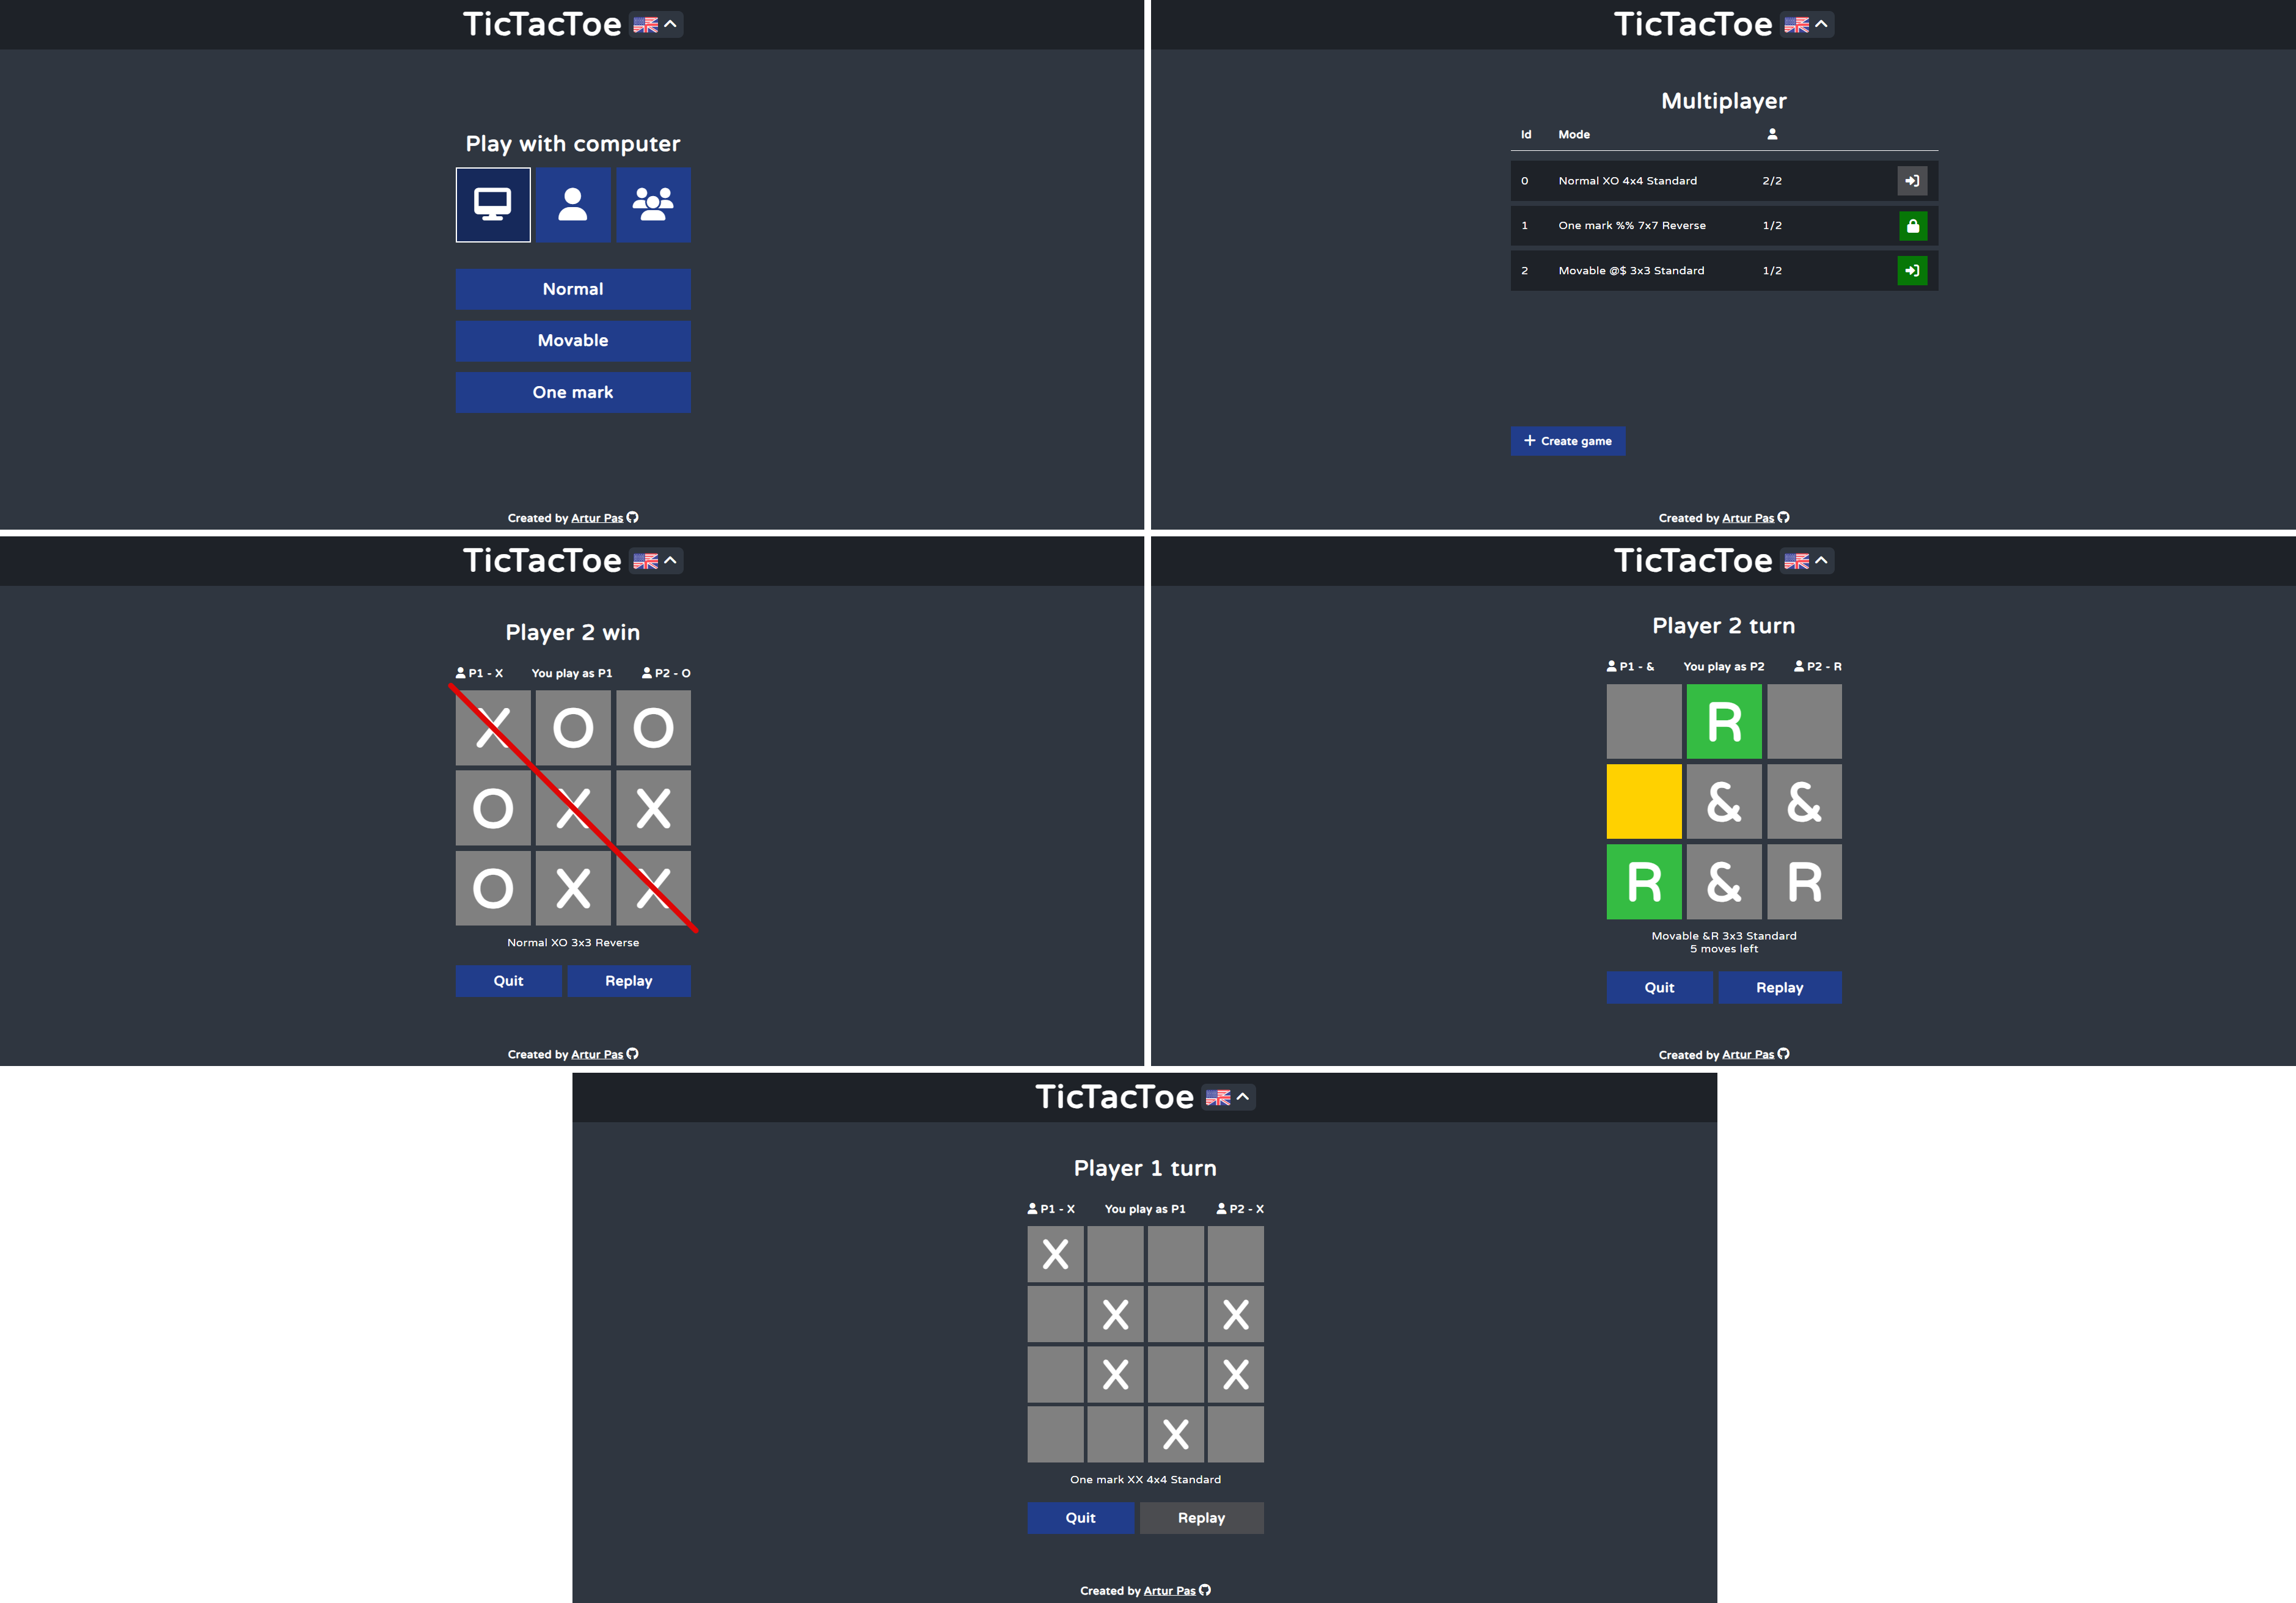 TicTacToe
Play with computer
Normal
Movable
One mark
Created by Artur Pas
TicTacToe
Multiplayer
Id Mode
0 Normal XO 4x4 Standard 2/2
1 One mark %% 7x7 Reverse 1/2
2 Movable @$ 3x3 Standard 1/2
Create game
Created by Artur Pas
TicTacToe
Player 2 win
P1 - X You play as P1 P2 - O
X O O
O X X
O X X
Normal XO 3x3 Reverse
Quit Replay
Created by Artur Pas
TicTacToe
Player 2 turn
P1 - & You play as P2 P2 - R
R
& &
R & R
Movable &R 3x3 Standard
5 moves left
Quit Replay
Created by Artur Pas
TicTacToe
Player 1 turn
P1 - X You play as P1 P2 - X
X
X X
X X
X
One mark XX 4x4 Standard
Quit Replay
Created by Artur Pas